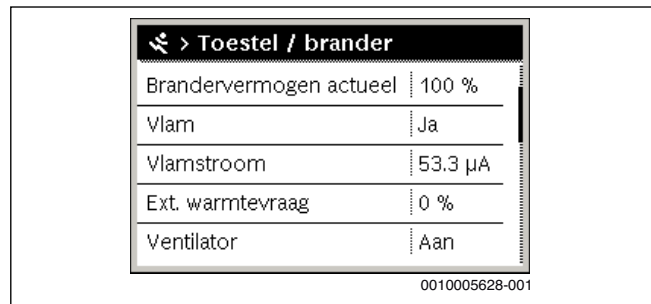 > Toestel / brander
Brandervermogen actueel 100 %
Vlam Ja
Vlamstroom 53.3 µA
Ext. warmtevraag 0 %
Ventilator Aan
0010005628-001